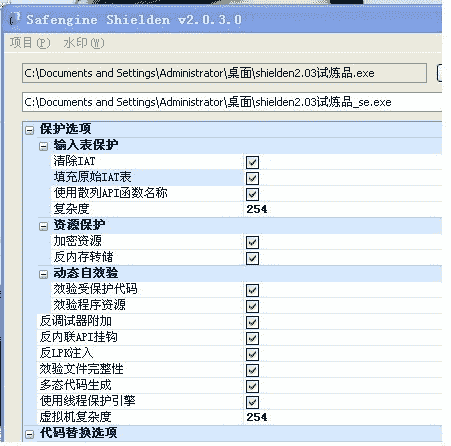 Safengine Shielden v2.0.3.0
项目(P) 水印(W)
C:\Documents and Settings\Administrator\桌面\shielden2.03试炼品.exe
C:\Documents and Settings\Administrator\桌面\shielden2.03试炼品_se.exe
保护选项
输入表保护
清除IAT
填充原始IAT表
使用散列API函数名称
复杂度 254
资源保护
加密资源
反内存转储
动态自效验
效验受保护代码
效验程序资源
反调试器附加
反内联API挂钩
反LPK注入
效验文件完整性
多态代码生成
使用线程保护引擎
虚拟机复杂度 254
代码替换选项